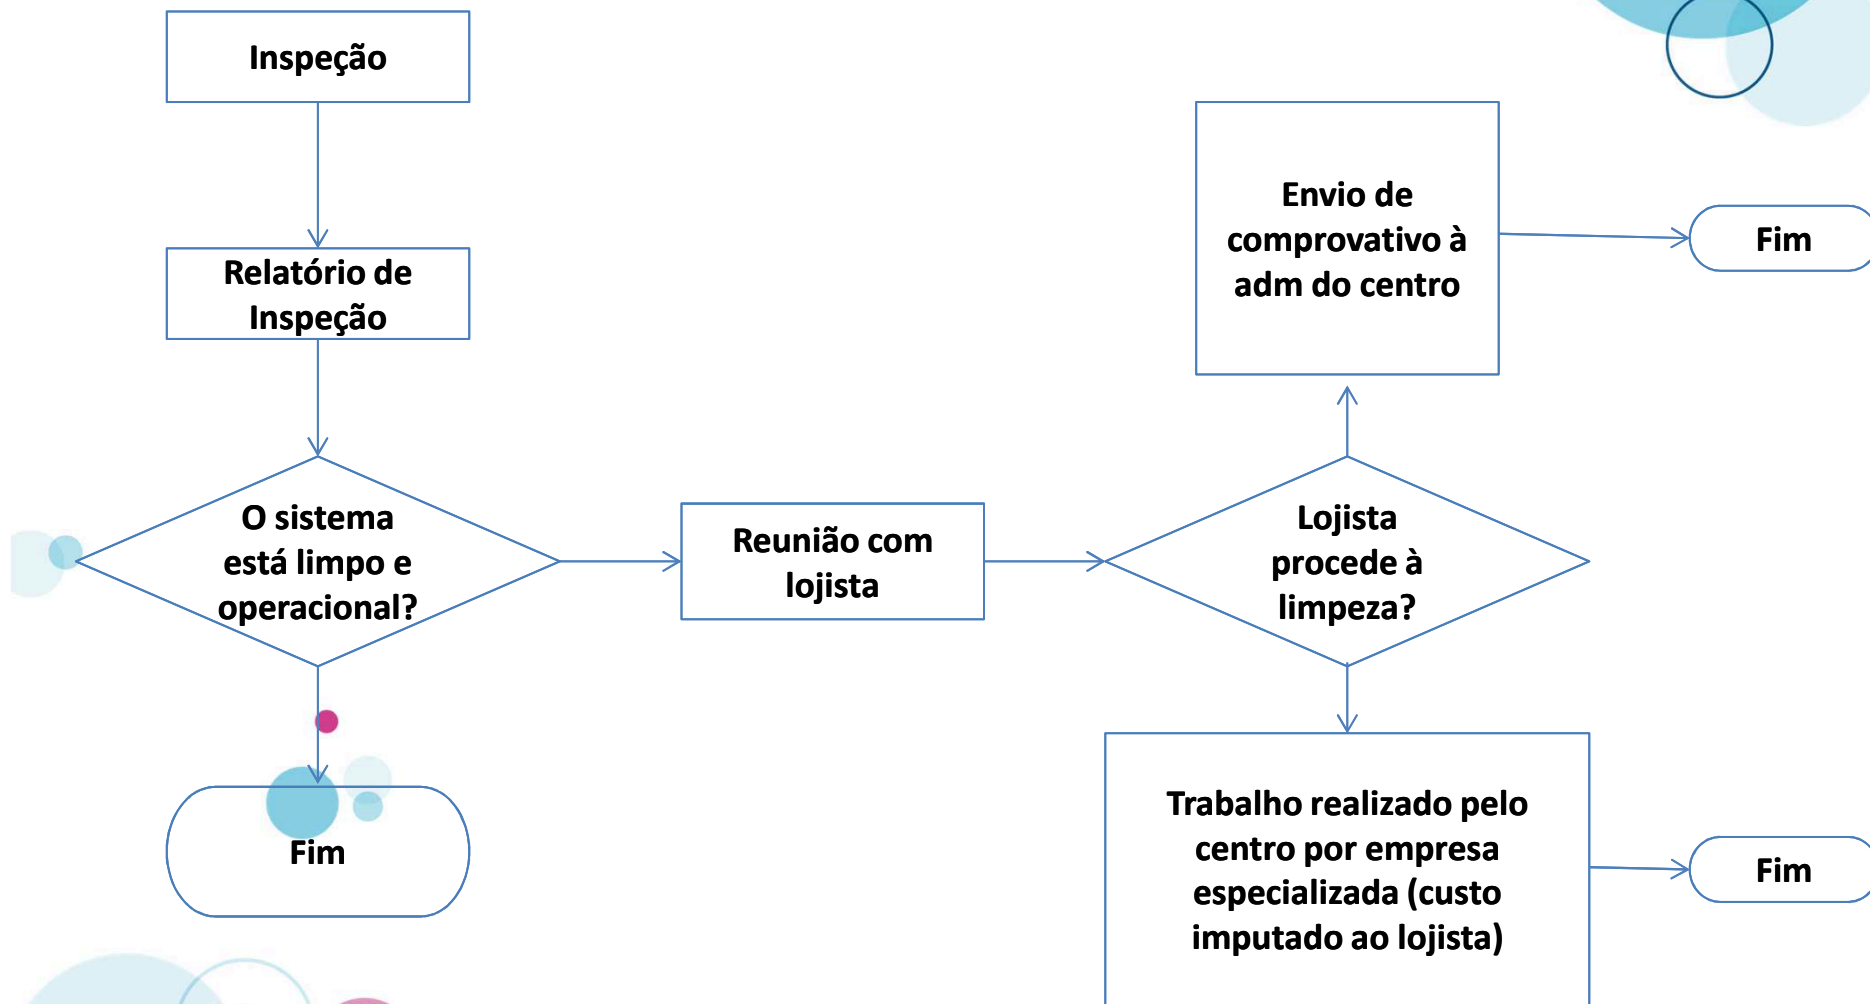 Inspeção
Relatório de
Inspeção
O sistema
está limpo e
operacional?
Fim
Reunião com
lojista
Lojista
procede à
limpeza?
Envio de
comprovativo à
adm do centro
Fim
Trabalho realizado pelo
centro por empresa
especializada (custo
imputado ao lojista)
Fim